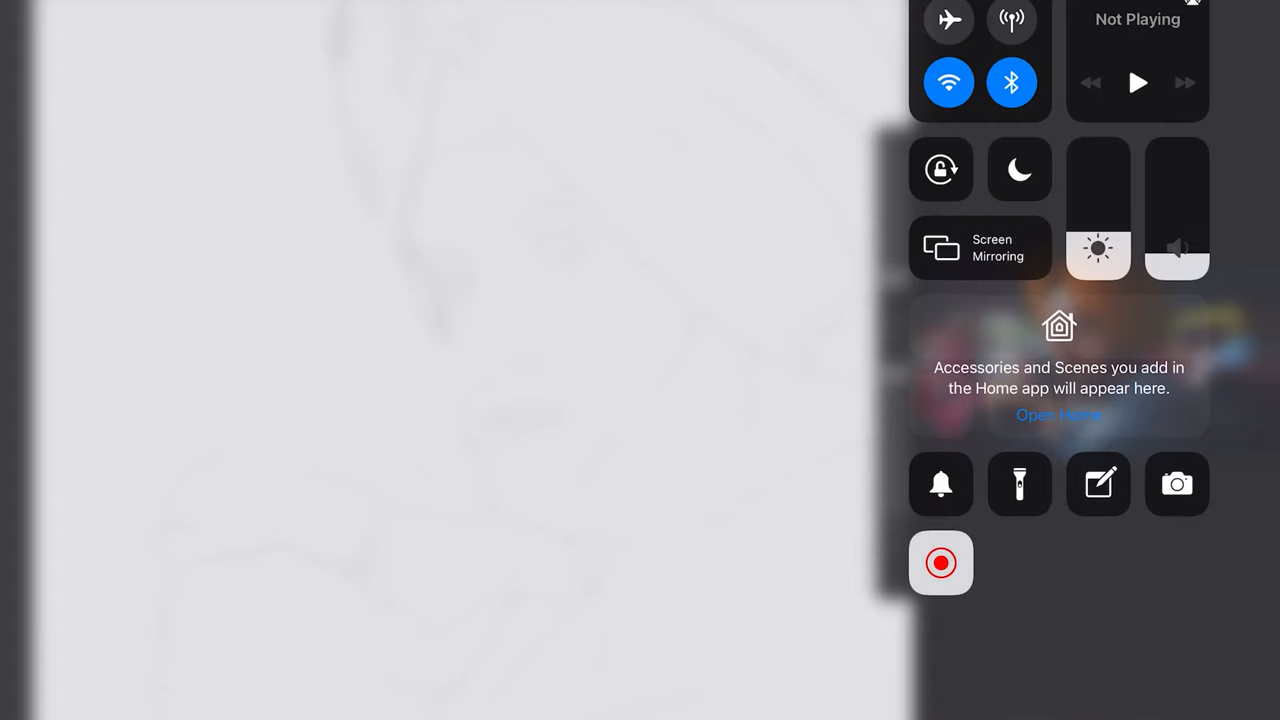 Not Playing
Screen
Mirroring
Accessories and Scenes you add in
the Home app will appear here.
Open Home